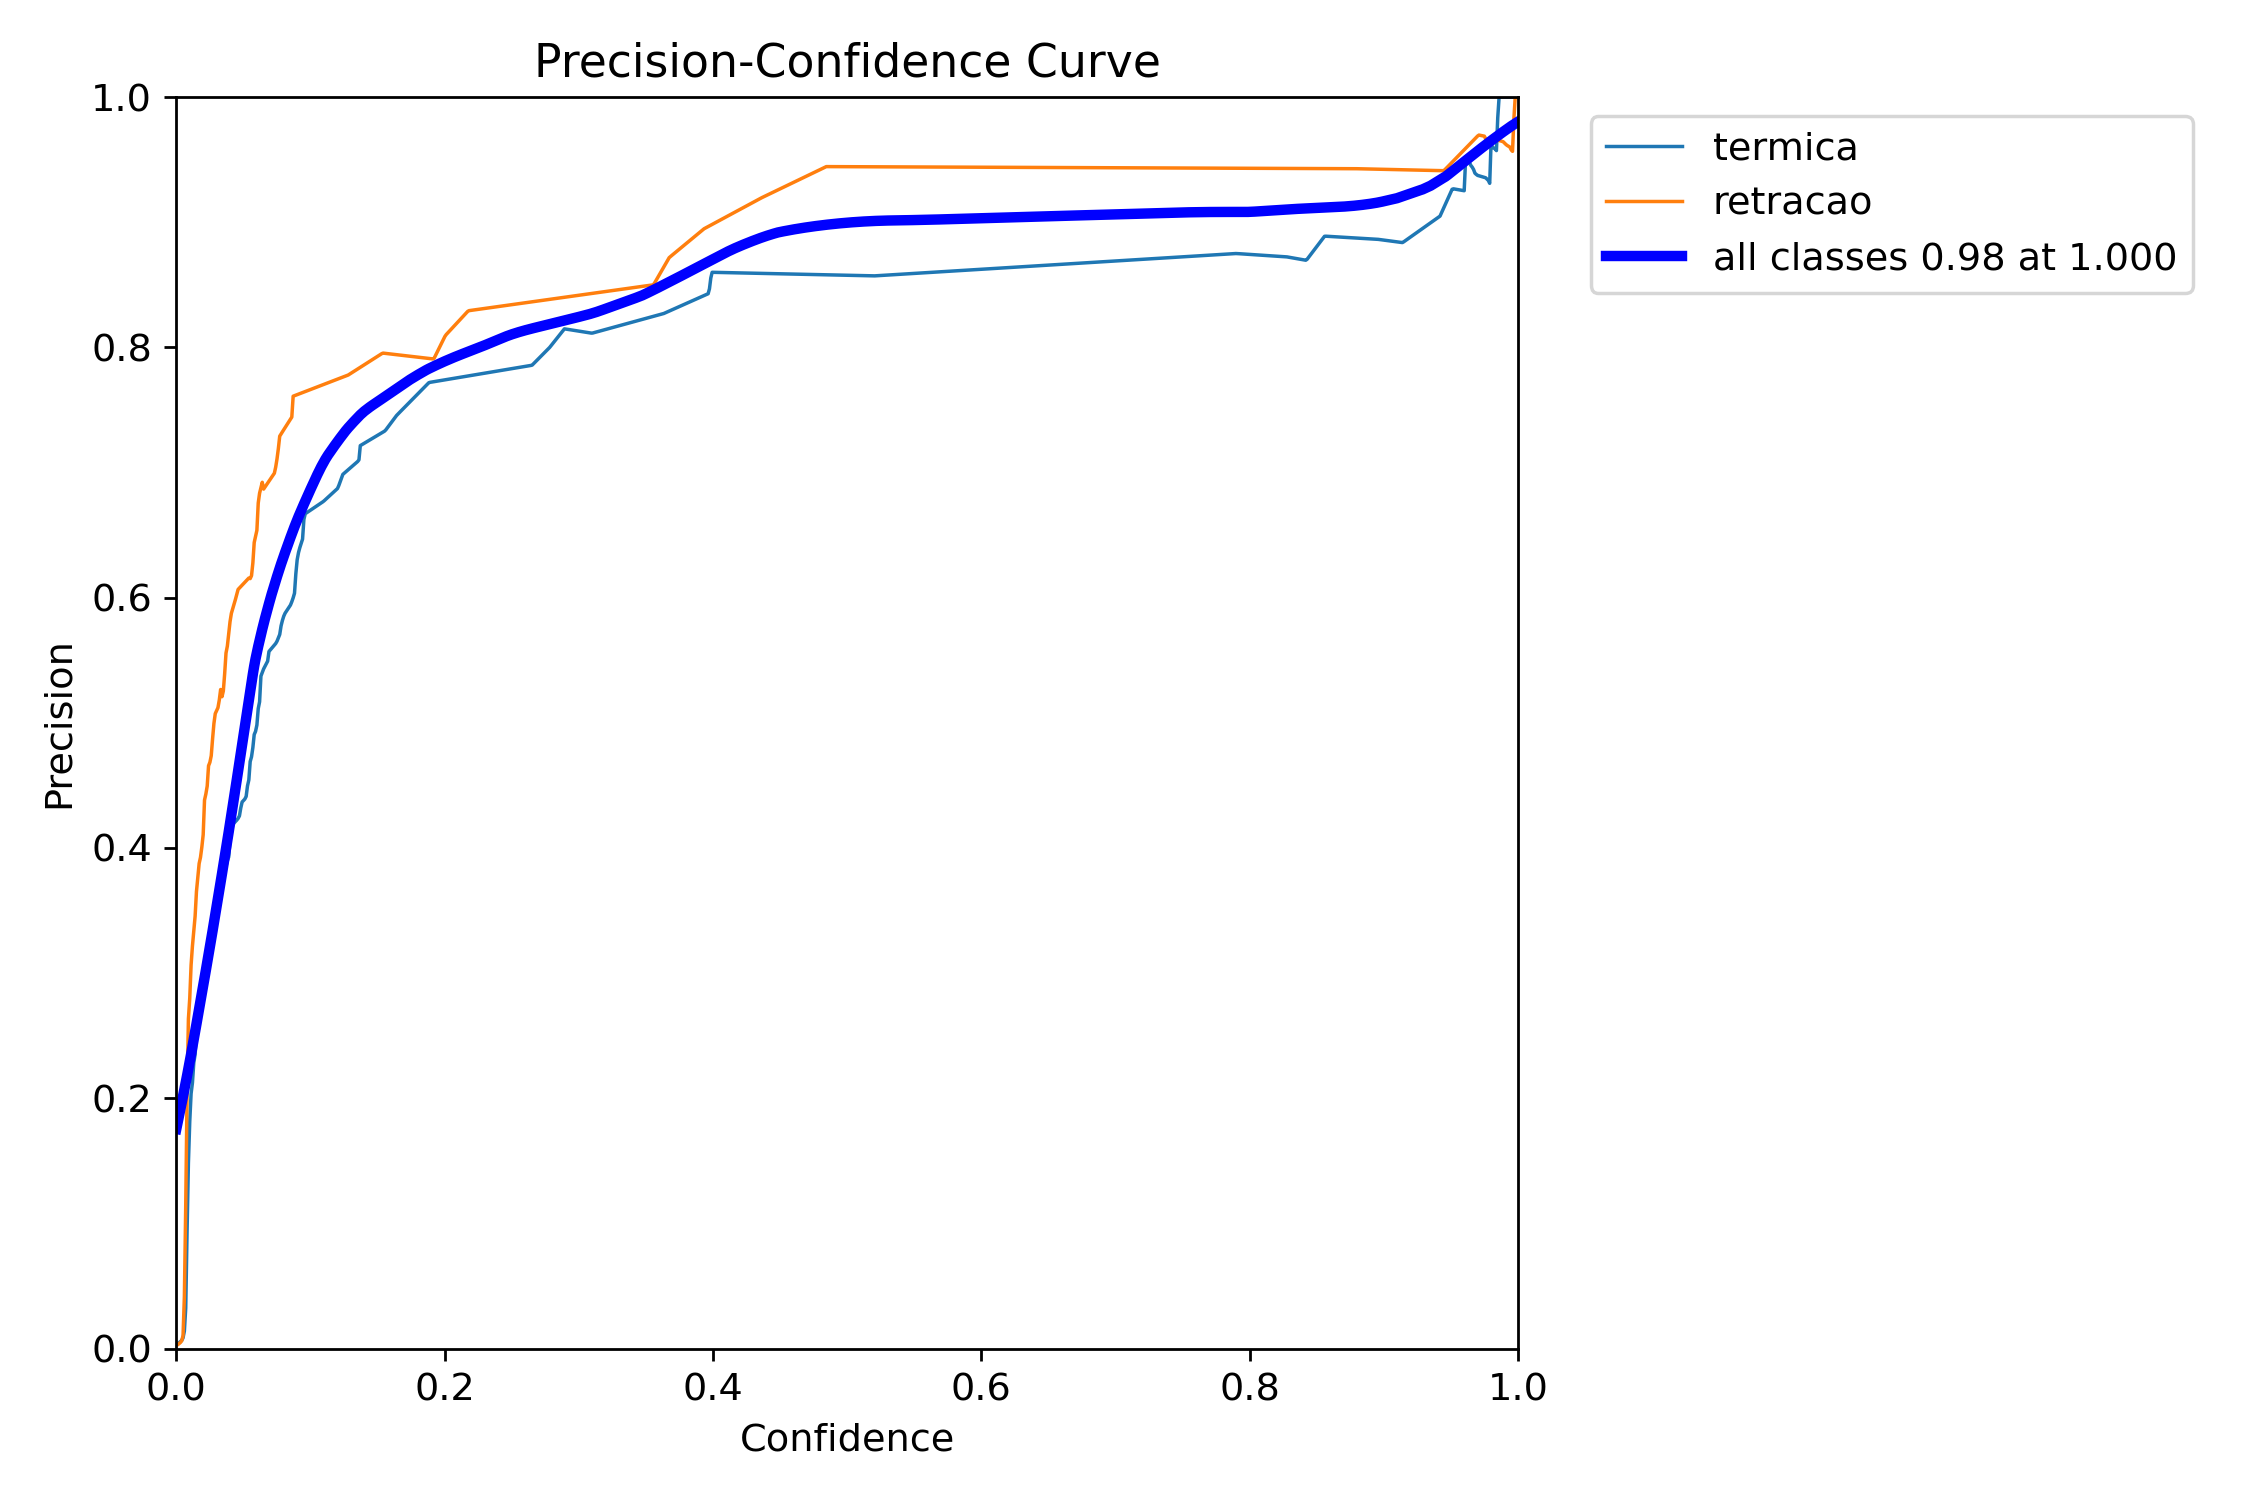 Precision-Confidence Curve
1.0
0.8
0.6
0.4
0.2
0.0
Precision
0.0 0.2 0.4 0.6 0.8 1.0
Confidence
termica
retracao
all classes 0.98 at 1.000